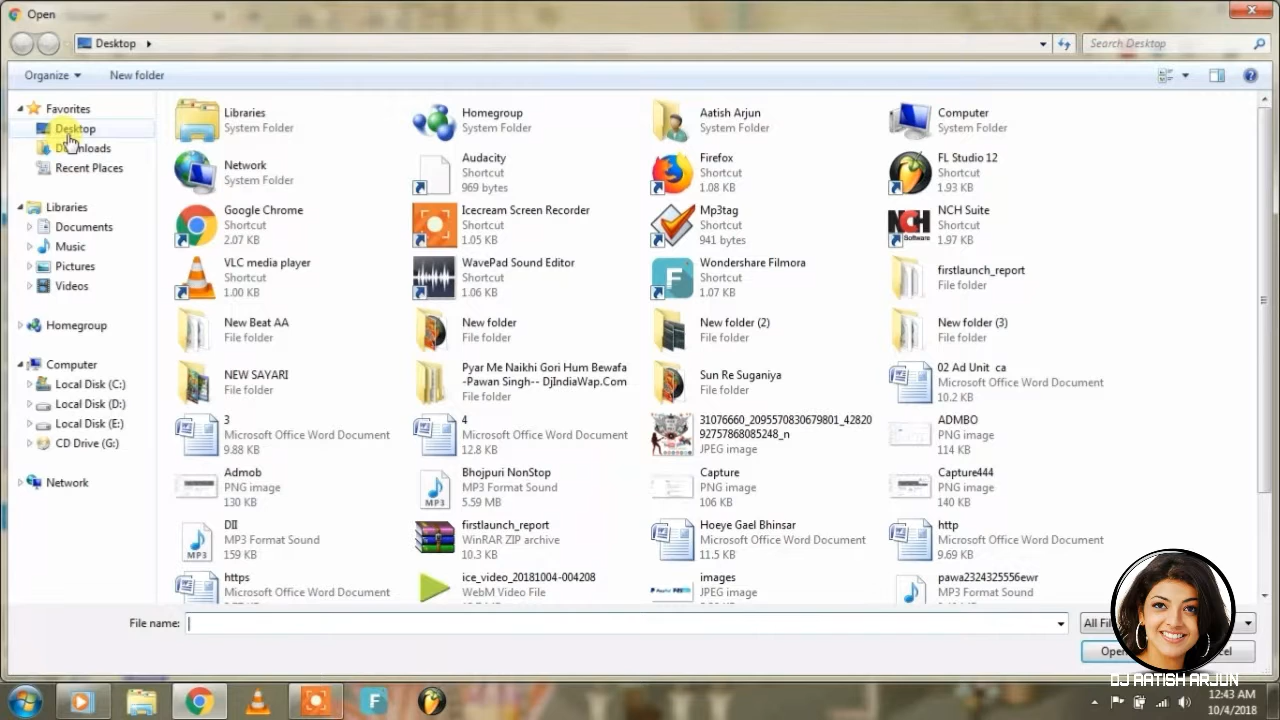 Open
Desktop
Search Desktop
Organize
New folder
Favorites
Desktop
Downloads
Recent Places
Libraries
Documents
Music
Pictures
Videos
Homegroup
Computer
Local Disk (C:)
Local Disk (D:)
Local Disk (E:)
CD Drive (G:)
Network
Libraries
System Folder
Homegroup
System Folder
Aatish Arjun
System Folder
Computer
System Folder
Network
System Folder
Audacity
Shortcut
969 bytes
Firefox
Shortcut
1.08 KB
FL Studio 12
Shortcut
1.93 KB
Google Chrome
Shortcut
2.07 KB
Icecream Screen Recorder
Shortcut
1.05 KB
Mp3tag
Shortcut
941 bytes
NCH Software
NCH Suite
Shortcut
1.97 KB
VLC media player
Shortcut
1.00 KB
WavePad Sound Editor
Shortcut
1.06 KB
Wondershare Filmora
Shortcut
1.07 KB
firstlaunch_report
File folder
New Beat AA
File folder
New folder
File folder
New folder (2)
File folder
New folder (3)
File folder
NEW SAYARI
File folder
Pyar Me Naikhi Gori Hum Bewafa
-Pawan Singh-- DjIndiaWap.Com
File folder
Sun Re Suganiya
File folder
02 Ad Unit ca
Microsoft Office Word Document
10.2 KB
3
Microsoft Office Word Document
9.88 KB
4
Microsoft Office Word Document
12.8 KB
31076660_2095570830679801_42820
92757868085248_n
JPEG image
ADMBO
PNG image
114 KB
Admob
PNG image
130 KB
MP3
Bhojpuri NonStop
MP3 Format Sound
5.59 MB
Capture
PNG image
106 KB
Capture444
PNG image
140 KB
MP3
DII
MP3 Format Sound
159 KB
firstlaunch_report
WinRAR ZIP archive
10.3 KB
Hoeye Gael Bhinsar
Microsoft Office Word Document
11.5 KB
http
Microsoft Office Word Document
9.69 KB
https
Microsoft Office Word Document
ice_video_20181004-004208
WebM Video File
images
JPEG image
pawa2324325556ewr
MP3 Format Sound
File name:
All Fi
Open
DJ AATISH ARJUN
12:43 AM
10/4/2018